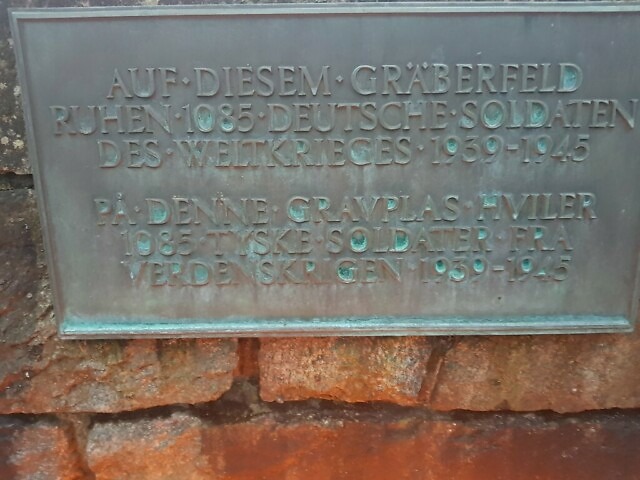 AUF·DIESEM·GRÄBERFELD
RUHEN·1085·DEUTSCHE·SOLDATEN
DES·WELTKRIEGES·1939-1945
PÅ·DENNE·GRAVPLAS·HVILER
1085·TYSKE·SOLDATER·FRA
VERDENSKRIGEN·1939-1945